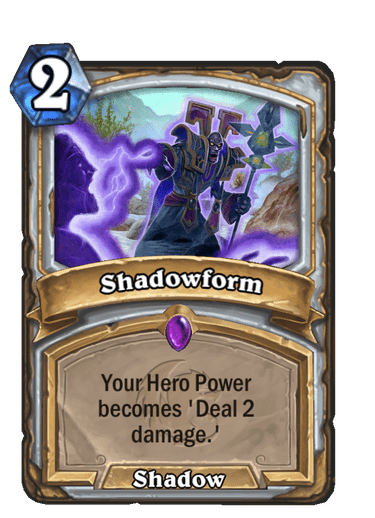 2
Shadowform
Your Hero Power
becomes 'Deal 2
damage.'
Shadow